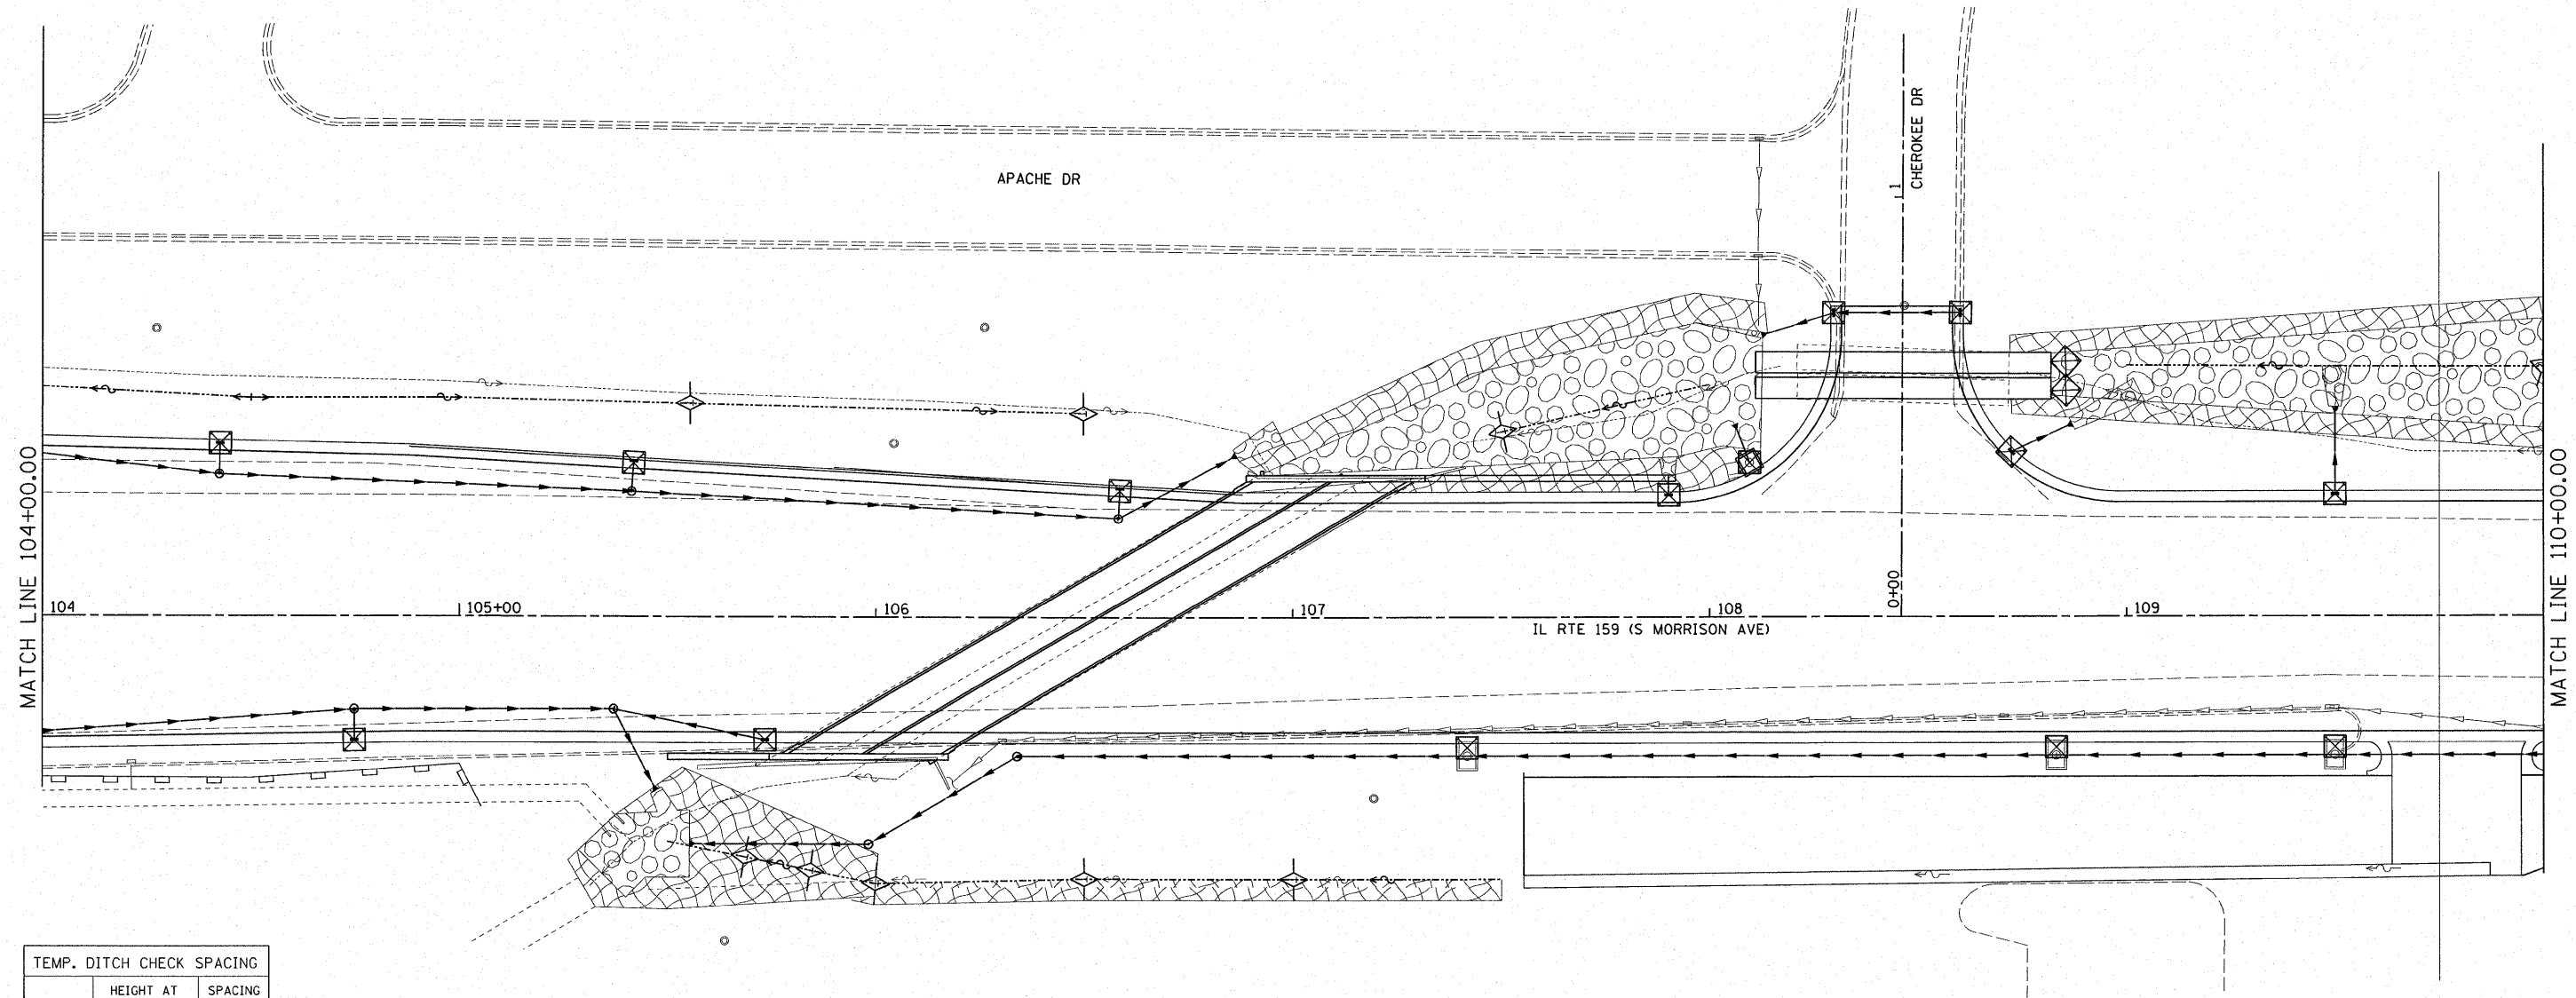 APACHE DR
CHEROKEE DR
1
MATCH LINE 104+00.00
MATCH LINE 110+00.00
0+00
104
105+00
106
107
108
109
IL RTE 159 (S MORRISON AVE)
TEMP. DITCH CHECK SPACING
HEIGHT AT
SPACING